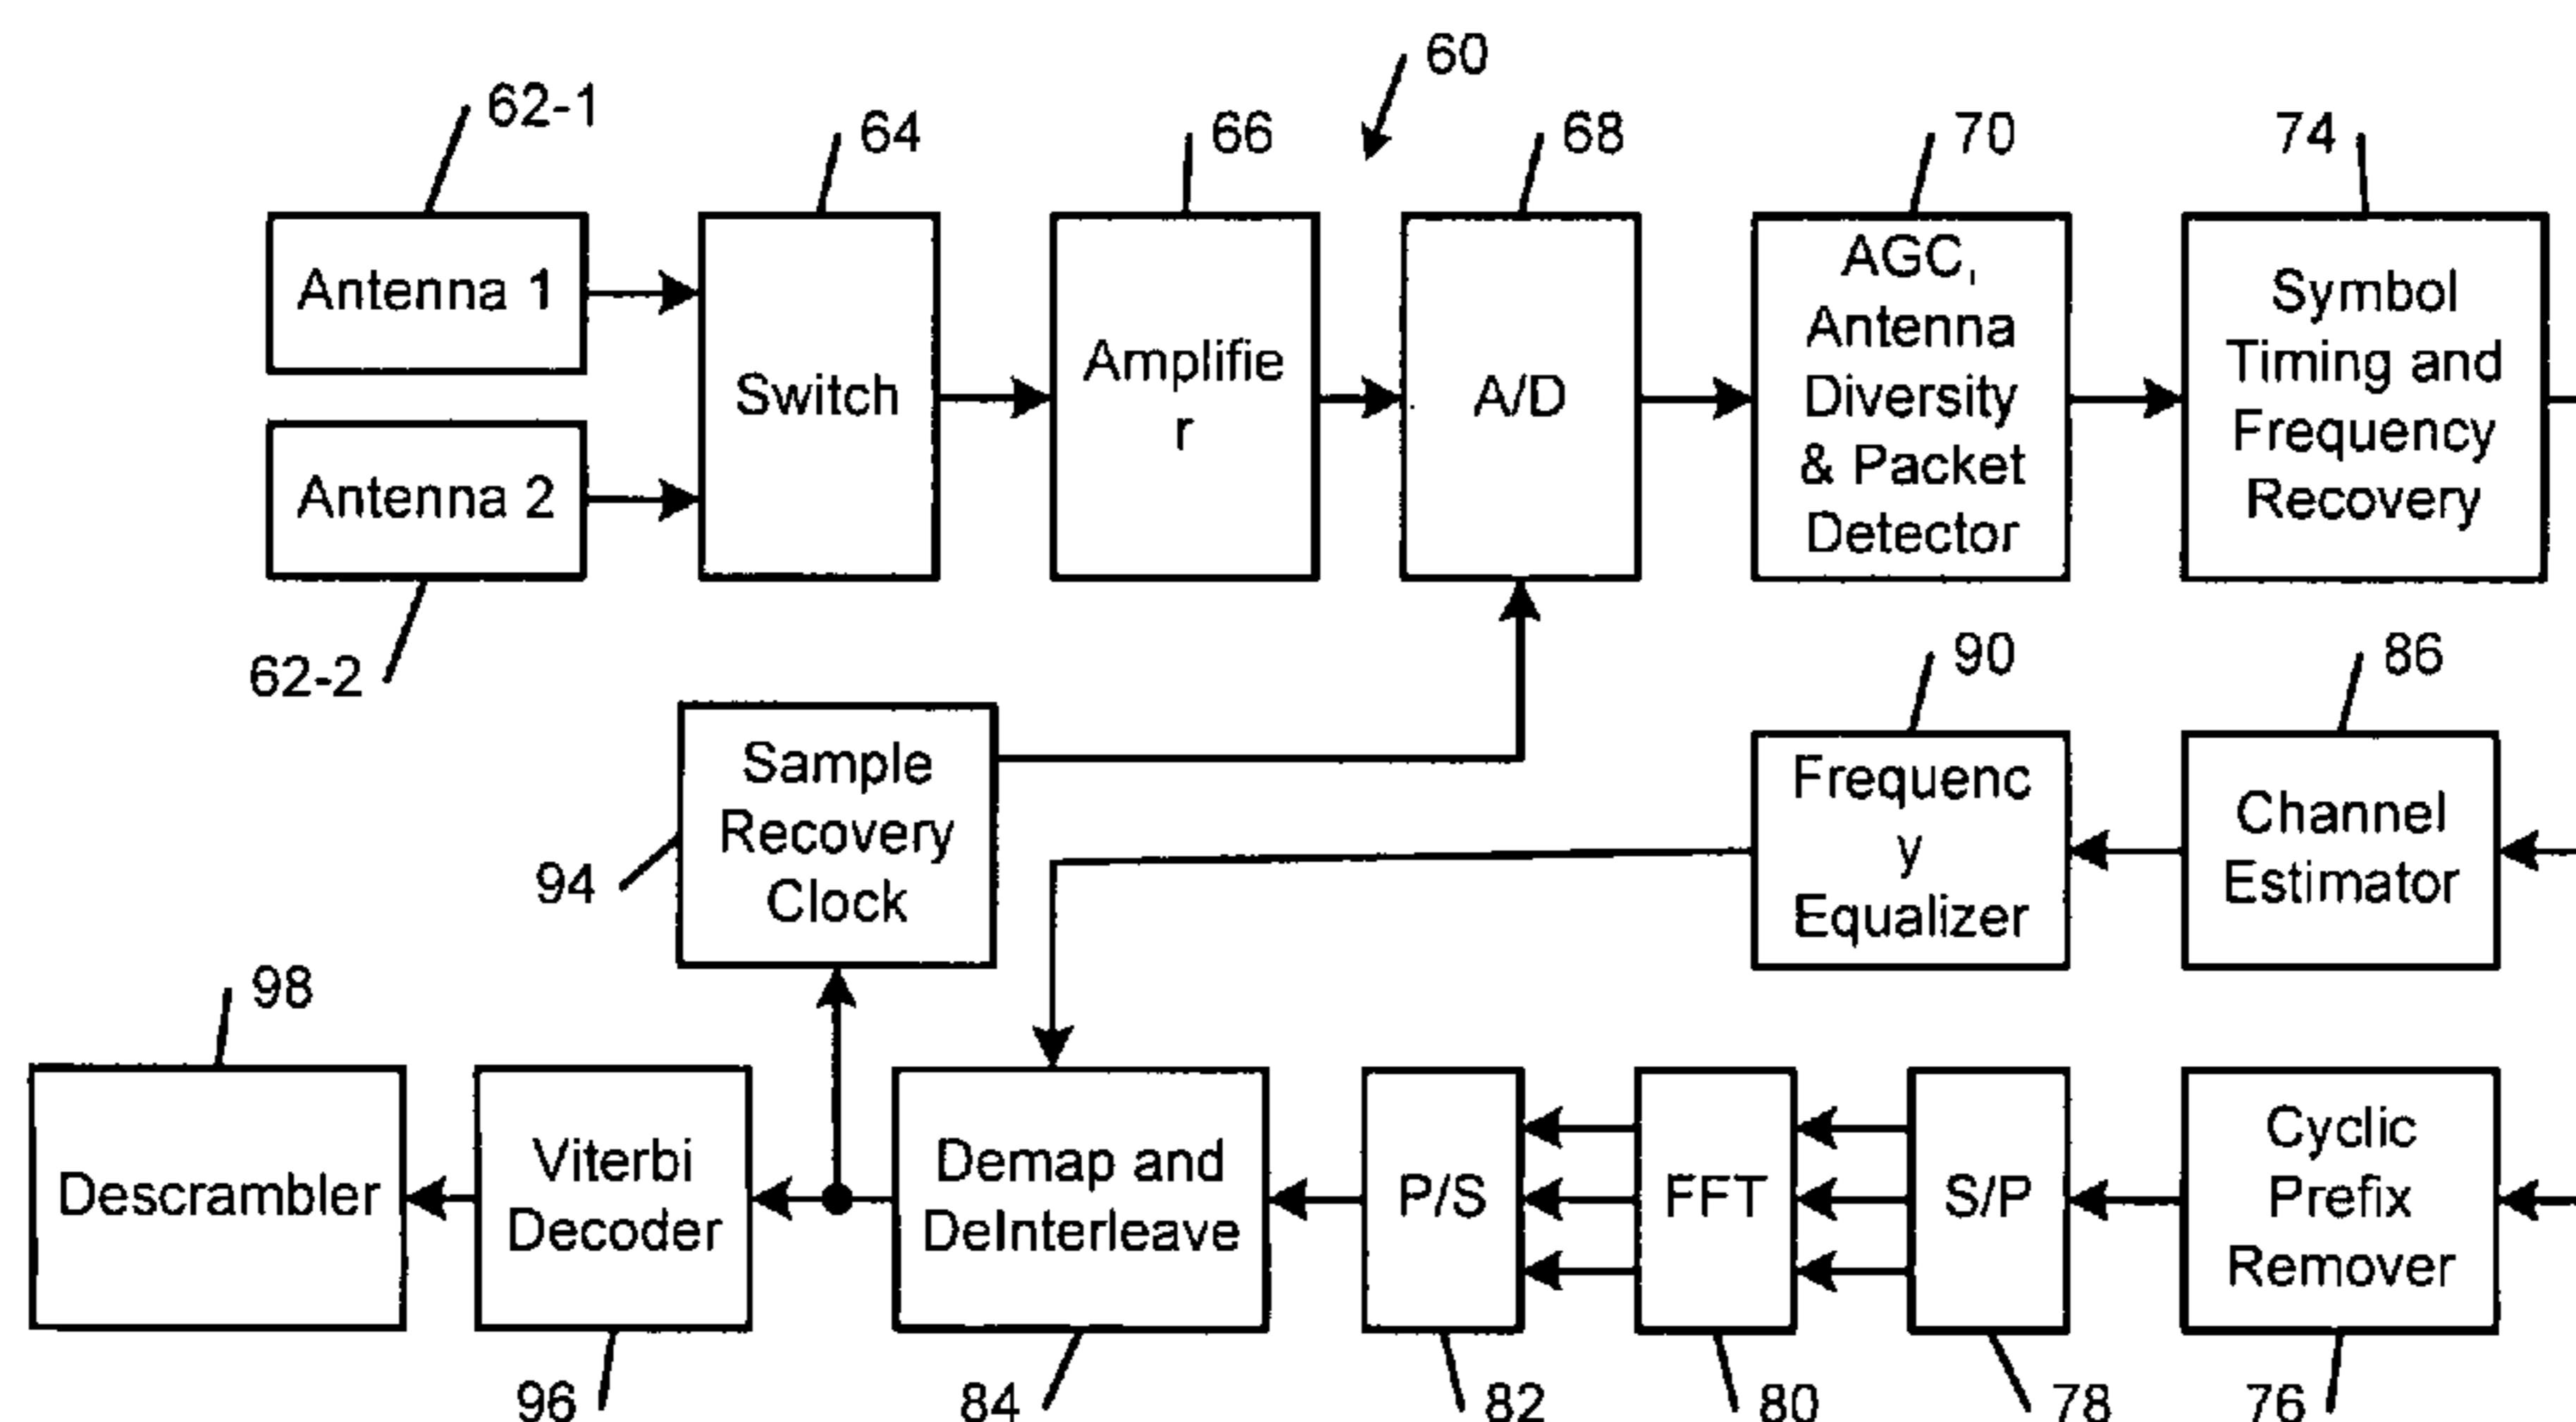 60
62-1
64
66
68
70
74
Antenna 1
Antenna 2
Switch
Amplifie
r
A/D
AGC,
Antenna
Diversity
& Packet
Detector
Symbol
Timing and
Frequency
Recovery
62-2
90
86
Sample
Recovery
Clock
94
Frequenc
y
Equalizer
Channel
Estimator
98
Descrambler
Viterbi
Decoder
Demap and
DeInterleave
P/S
FFT
S/P
Cyclic
Prefix
Remover
96
84
82
80
78
76